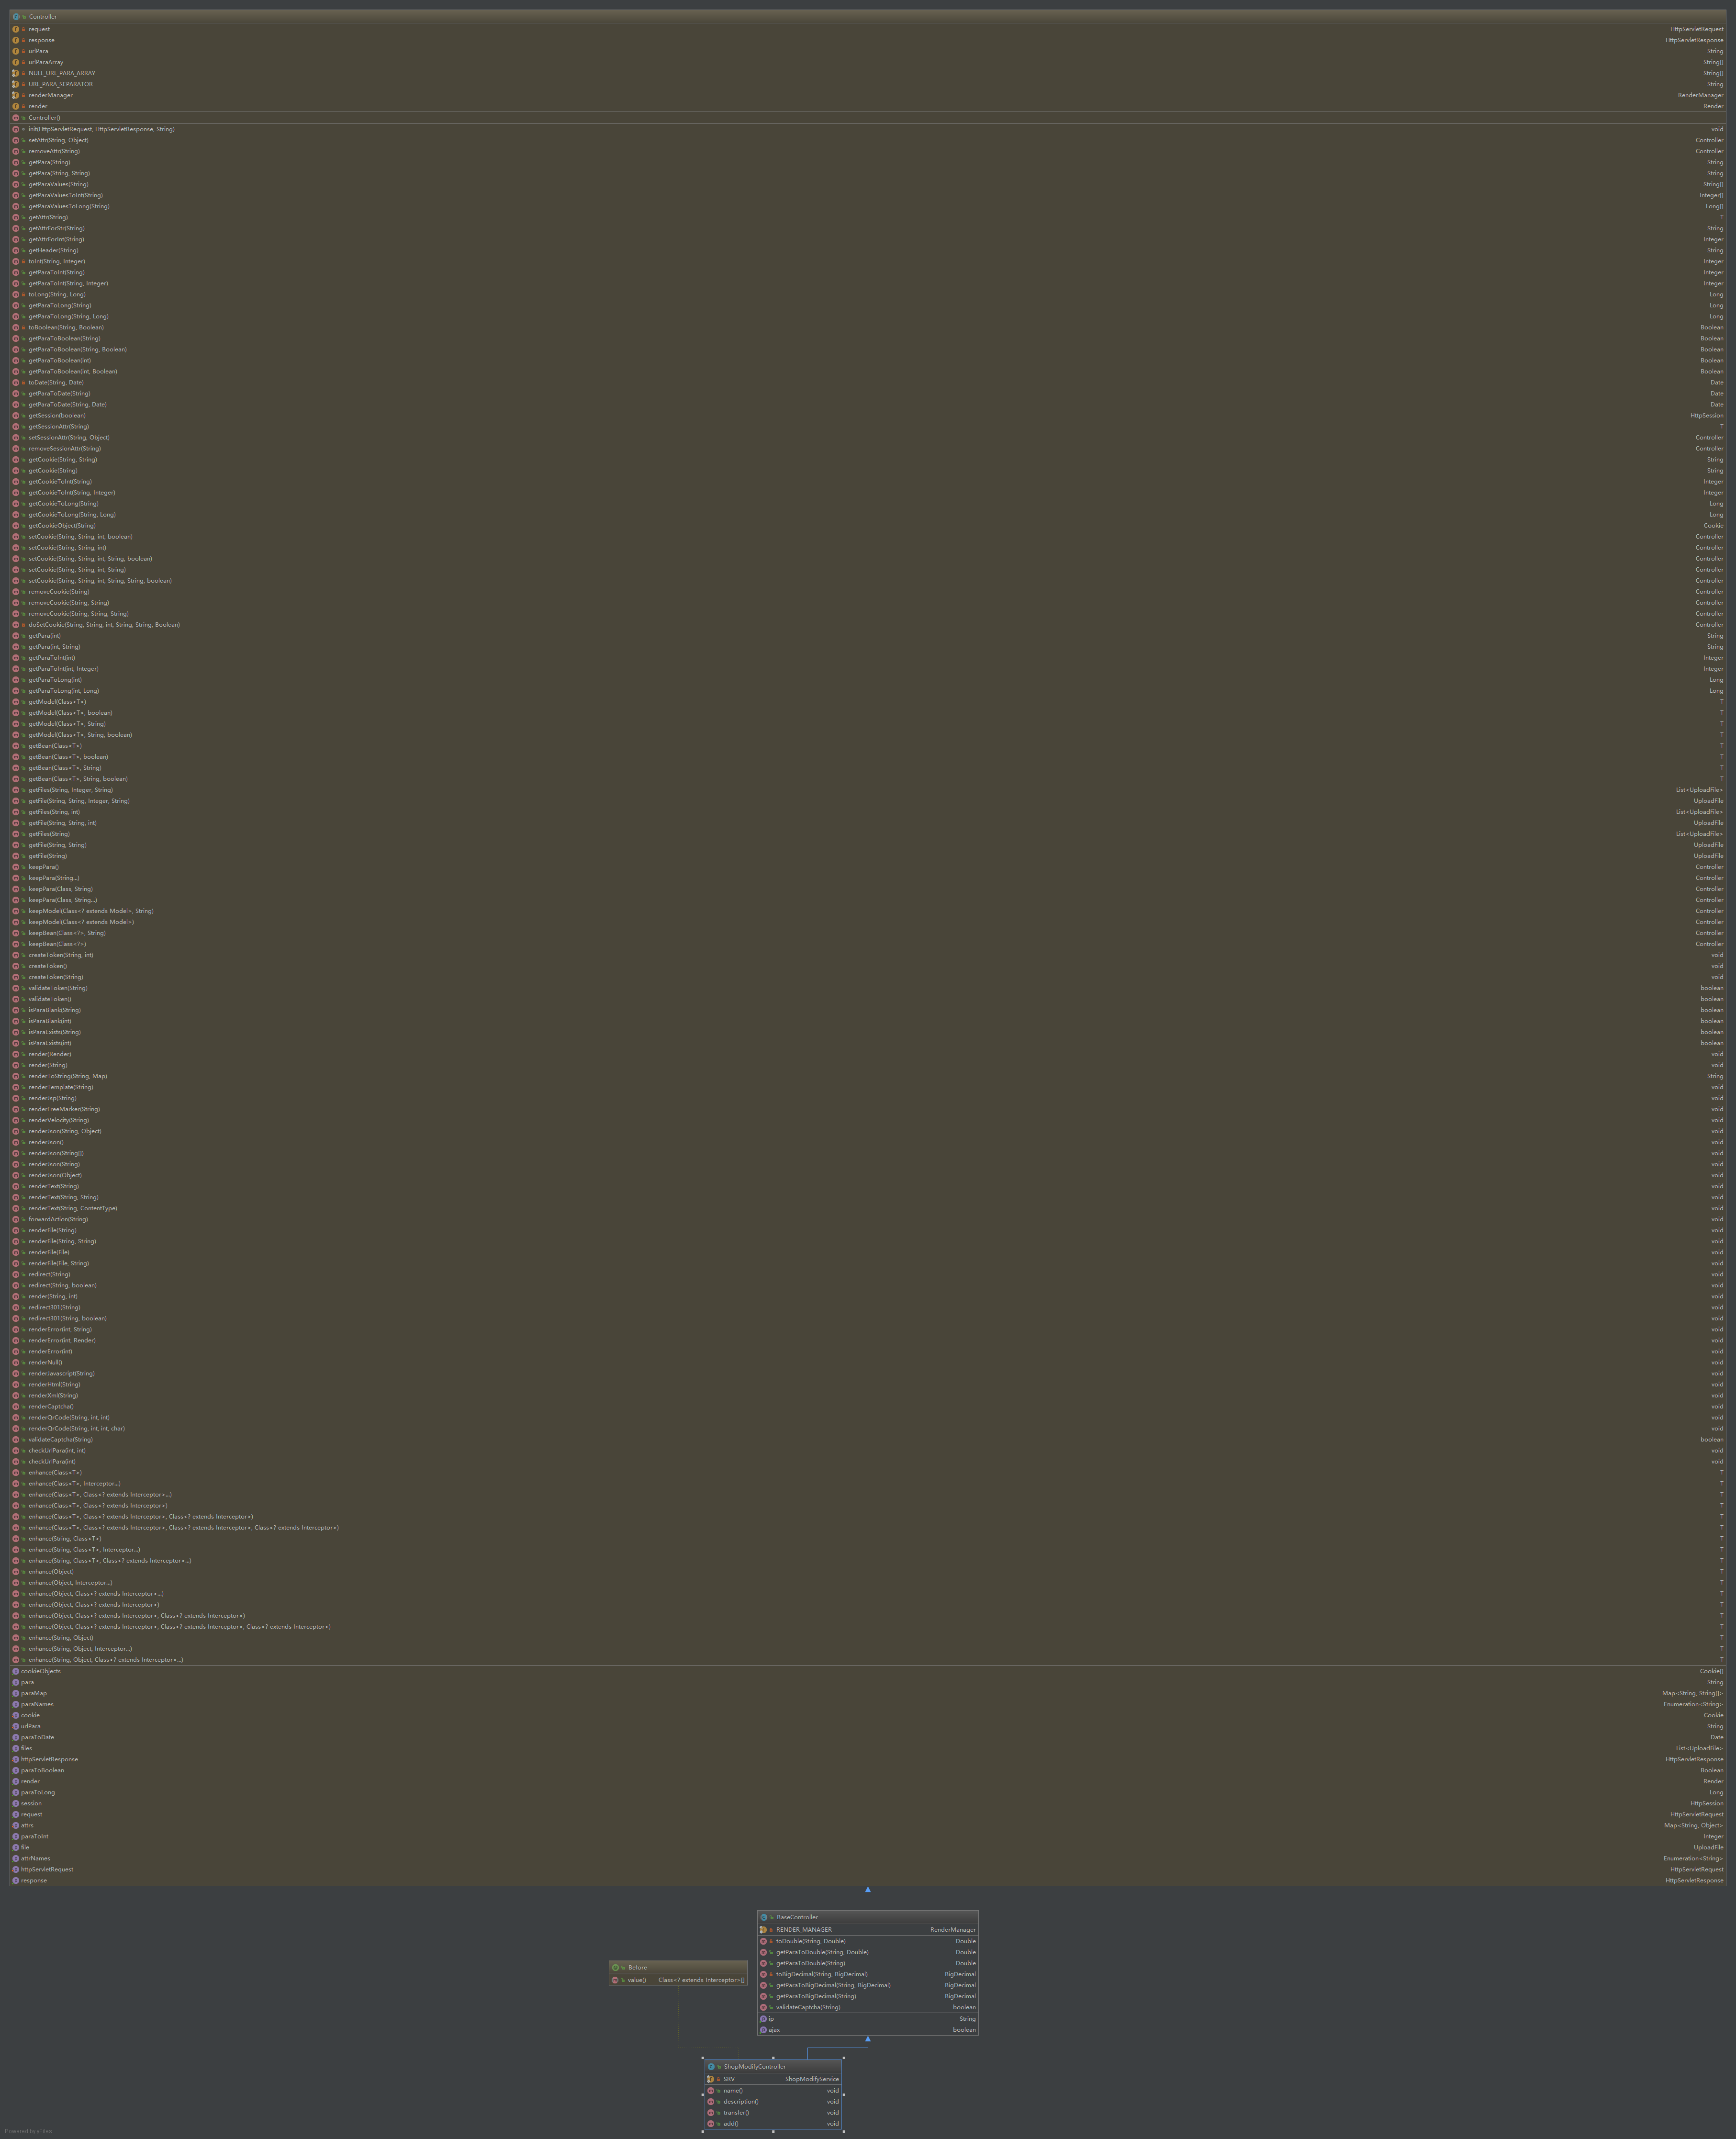 Controller
request HttpServletRequest
response HttpServletResponse
urlPara String
urlParaArray String[]
NULL_URL_PARA_ARRAY String[]
URL_PARA_SEPARATOR String
renderManager RenderManager
render Render
Controller()
init(HttpServletRequest, HttpServletResponse, String) void
setAttr(String, Object) Controller
removeAttr(String) Controller
getPara(String) String
getPara(String, String) String
getParaValues(String) String[]
getParaValuesToInt(String) Integer[]
getParaValuesToLong(String) Long[]
getAttr(String) T
getAttrForStr(String) String
getAttrForInt(String) Integer
getHeader(String) String
toInt(String, Integer) Integer
getParaToInt(String) Integer
getParaToInt(String, Integer) Integer
toLong(String, Long) Long
getParaToLong(String) Long
getParaToLong(String, Long) Long
toBoolean(String, Boolean) Boolean
getParaToBoolean(String) Boolean
getParaToBoolean(String, Boolean) Boolean
getParaToBoolean(int) Boolean
getParaToBoolean(int, Boolean) Boolean
toDate(String, Date) Date
getParaToDate(String) Date
getParaToDate(String, Date) Date
getSession(boolean) HttpSession
getSessionAttr(String) T
setSessionAttr(String, Object) Controller
removeSessionAttr(String) Controller
getCookie(String, String) String
getCookie(String) String
getCookieToInt(String) Integer
getCookieToInt(String, Integer) Integer
getCookieToLong(String) Long
getCookieToLong(String, Long) Long
getCookieObject(String) Cookie
setCookie(String, String, int, boolean) Controller
setCookie(String, String, int) Controller
setCookie(String, String, int, String, boolean) Controller
setCookie(String, String, int, String) Controller
setCookie(String, String, int, String, String, boolean) Controller
removeCookie(String) Controller
removeCookie(String, String) Controller
removeCookie(String, String, String) Controller
doSetCookie(String, String, int, String, String, Boolean) Controller
getPara(int) String
getPara(int, String) String
getParaToInt(int) Integer
getParaToInt(int, Integer) Integer
getParaToLong(int) Long
getParaToLong(int, Long) Long
getModel(Class<T>) T
getModel(Class<T>, boolean) T
getModel(Class<T>, String) T
getModel(Class<T>, String, boolean) T
getBean(Class<T>) T
getBean(Class<T>, boolean) T
getBean(Class<T>, String) T
getBean(Class<T>, String, boolean) T
getFiles(String, Integer, String) List<UploadFile>
getFile(String, String, Integer, String) UploadFile
getFiles(String, int) List<UploadFile>
getFile(String, String, int) UploadFile
getFiles(String) List<UploadFile>
getFile(String, String) UploadFile
getFile(String) UploadFile
keepPara() Controller
keepPara(String...) Controller
keepPara(Class, String) Controller
keepPara(Class, String...) Controller
keepModel(Class<? extends Model>, String) Controller
keepModel(Class<? extends Model>) Controller
keepBean(Class<?>, String) Controller
keepBean(Class<?>) Controller
createToken(String, int) void
createToken() void
createToken(String) void
validateToken(String) boolean
validateToken() boolean
isParaBlank(String) boolean
isParaBlank(int) boolean
isParaExists(String) boolean
isParaExists(int) boolean
render(Render) void
render(String) void
renderToString(String, Map) String
renderTemplate(String) void
renderJsp(String) void
renderFreeMarker(String) void
renderVelocity(String) void
renderJson(String, Object) void
renderJson() void
renderJson(String[]) void
renderJson(String) void
renderJson(Object) void
renderText(String) void
renderText(String, String) void
renderText(String, ContentType) void
forwardAction(String) void
renderFile(String) void
renderFile(String, String) void
renderFile(File) void
renderFile(File, String) void
redirect(String) void
redirect(String, boolean) void
render(String, int) void
redirect301(String) void
redirect301(String, boolean) void
renderError(int, String) void
renderError(int, Render) void
renderError(int) void
renderNull() void
renderJavascript(String) void
renderHtml(String) void
renderXml(String) void
renderCaptcha() void
renderQrCode(String, int, int) void
renderQrCode(String, int, int, char) void
validateCaptcha(String) boolean
checkUrlPara(int, int) void
checkUrlPara(int) void
enhance(Class<T>) T
enhance(Class<T>, Interceptor...) T
enhance(Class<T>, Class<? extends Interceptor>...) T
enhance(Class<T>, Class<? extends Interceptor>) T
enhance(Class<T>, Class<? extends Interceptor>, Class<? extends Interceptor>) T
enhance(Class<T>, Class<? extends Interceptor>, Class<? extends Interceptor>, Class<? extends Interceptor>) T
enhance(String, Class<T>) T
enhance(String, Class<T>, Interceptor...) T
enhance(String, Class<T>, Class<? extends Interceptor>...) T
enhance(Object) T
enhance(Object, Interceptor...) T
enhance(Object, Class<? extends Interceptor>...) T
enhance(Object, Class<? extends Interceptor>) T
enhance(Object, Class<? extends Interceptor>, Class<? extends Interceptor>) T
enhance(Object, Class<? extends Interceptor>, Class<? extends Interceptor>, Class<? extends Interceptor>) T
enhance(String, Object) T
enhance(String, Object, Interceptor...) T
enhance(String, Object, Class<? extends Interceptor>...) T
cookieObjects Cookie[]
para String
paraMap Map<String, String[]>
paraNames Enumeration<String>
cookie Cookie
urlPara String
paraToDate Date
files List<UploadFile>
httpServletResponse HttpServletResponse
paraToBoolean Boolean
render Render
paraToLong Long
session HttpSession
request HttpServletRequest
attrs Map<String, Object>
paraToInt Integer
file UploadFile
attrNames Enumeration<String>
httpServletRequest HttpServletRequest
response HttpServletResponse
BaseController
RENDER_MANAGER RenderManager
toDouble(String, Double) Double
getParaToDouble(String, Double) Double
getParaToDouble(String) Double
toBigDecimal(String, BigDecimal) BigDecimal
getParaToBigDecimal(String, BigDecimal) BigDecimal
getParaToBigDecimal(String) BigDecimal
validateCaptcha(String) boolean
ip String
ajax boolean
Before
value() Class<? extends Interceptor>[]
ShopModifyController
SRV ShopModifyService
name() void
description() void
transfer() void
add() void
Powered by yFiles